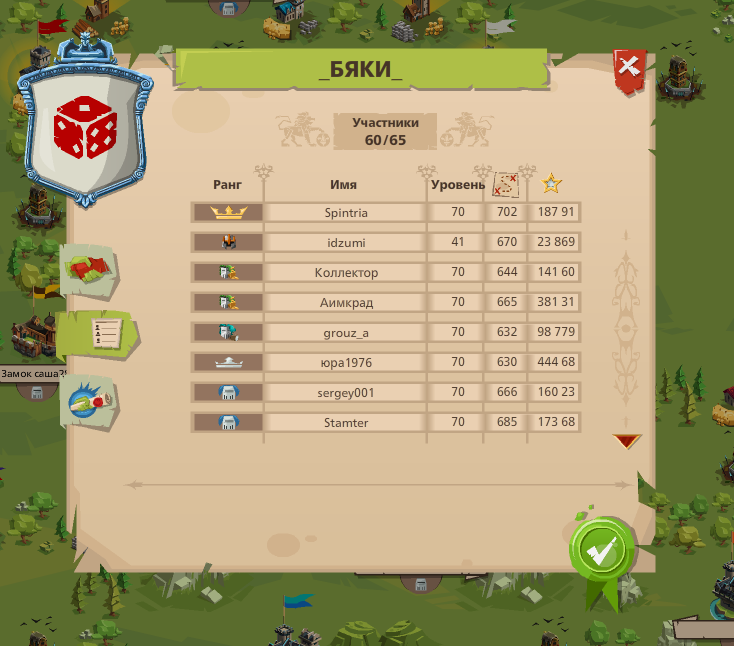 _БЯКИ_
Участники
60/65
Ранг Имя Уровень
Spintria 70 702 187 91
idzumi 41 670 23 869
Коллектор 70 644 141 60
Аимкрад 70 665 381 31
grouz_a 70 632 98 779
юра1976 70 630 444 68
sergey001 70 666 160 23
Stamter 70 685 173 68
Замок саша?!